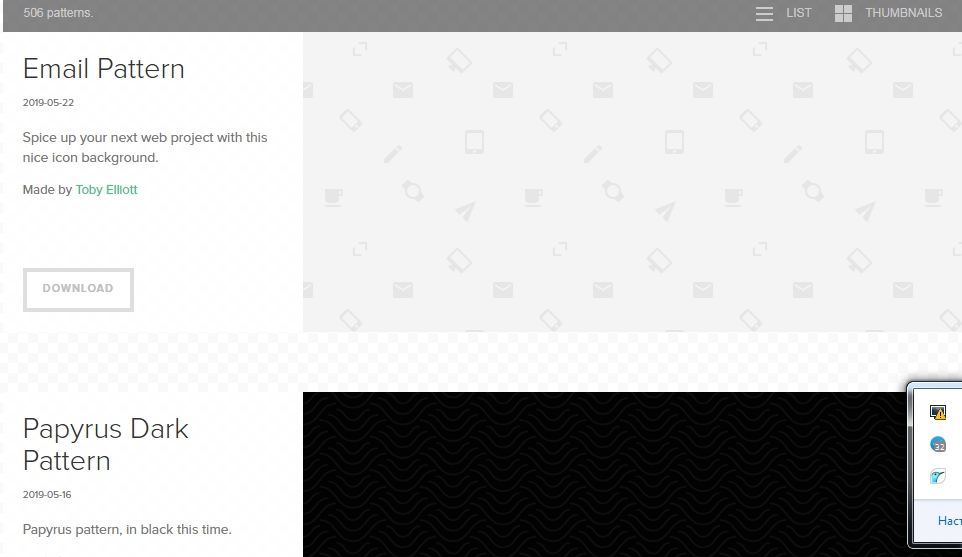 506 patterns.
LIST
THUMBNAILS
Email Pattern
2019-05-22
Spice up your next web project with this
nice icon background.
Made by Toby Elliott
DOWNLOAD
Papyrus Dark
Pattern
2019-05-16
Papyrus pattern, in black this time.
32
Наст